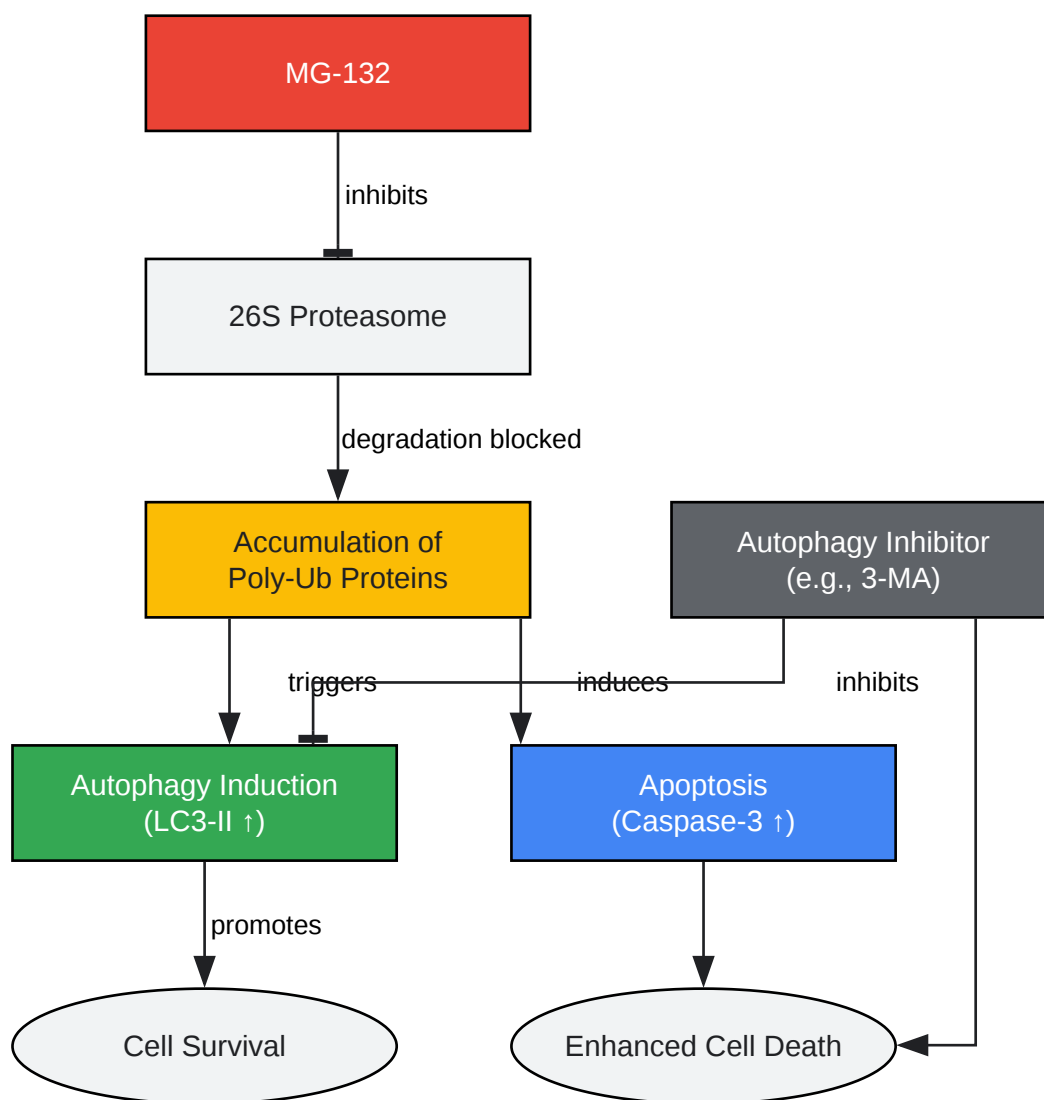 MG-132
inhibits
26S Proteasome
degradation blocked
Accumulation of
Poly-Ub Proteins
Autophagy Inhibitor
(e.g., 3-MA)
triggers
induces
inhibits
Autophagy Induction
(LC3-II ↑)
Apoptosis
(Caspase-3 ↑)
promotes
Cell Survival
Enhanced Cell Death